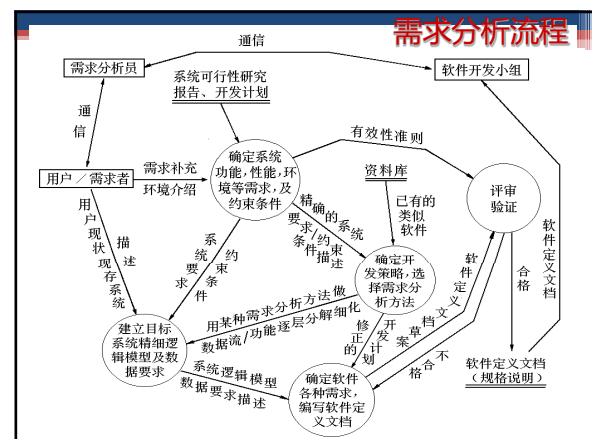 需求分析流程
通信
需求分析员
软件开发小组
系统可行性研究
报告、开发计划
通
信
有效性准则
用户／需求者
需求补充
环境介绍
确定系统
功能，性能，环
境等需求，及
约束条件
资料库
已有的
类似
软件
评审
验证
精确的系统
要求/约束
条件描述
用户现状
描述
现存系统
系统要求
约束条件
确定开
发策略，选
择需求分
析方法
软件定义
文档草案
软件定义文档
合格
不合格
用某种需求分析方法做
数据流/功能逐层分解细化
修正的
开发计划
建立目标
系统精细逻
辑模型及数
据要求
系统逻辑模型
数据要求描述
确定软件
各种需求，
编写软件定
义文档
软件定义文档
（规格说明）